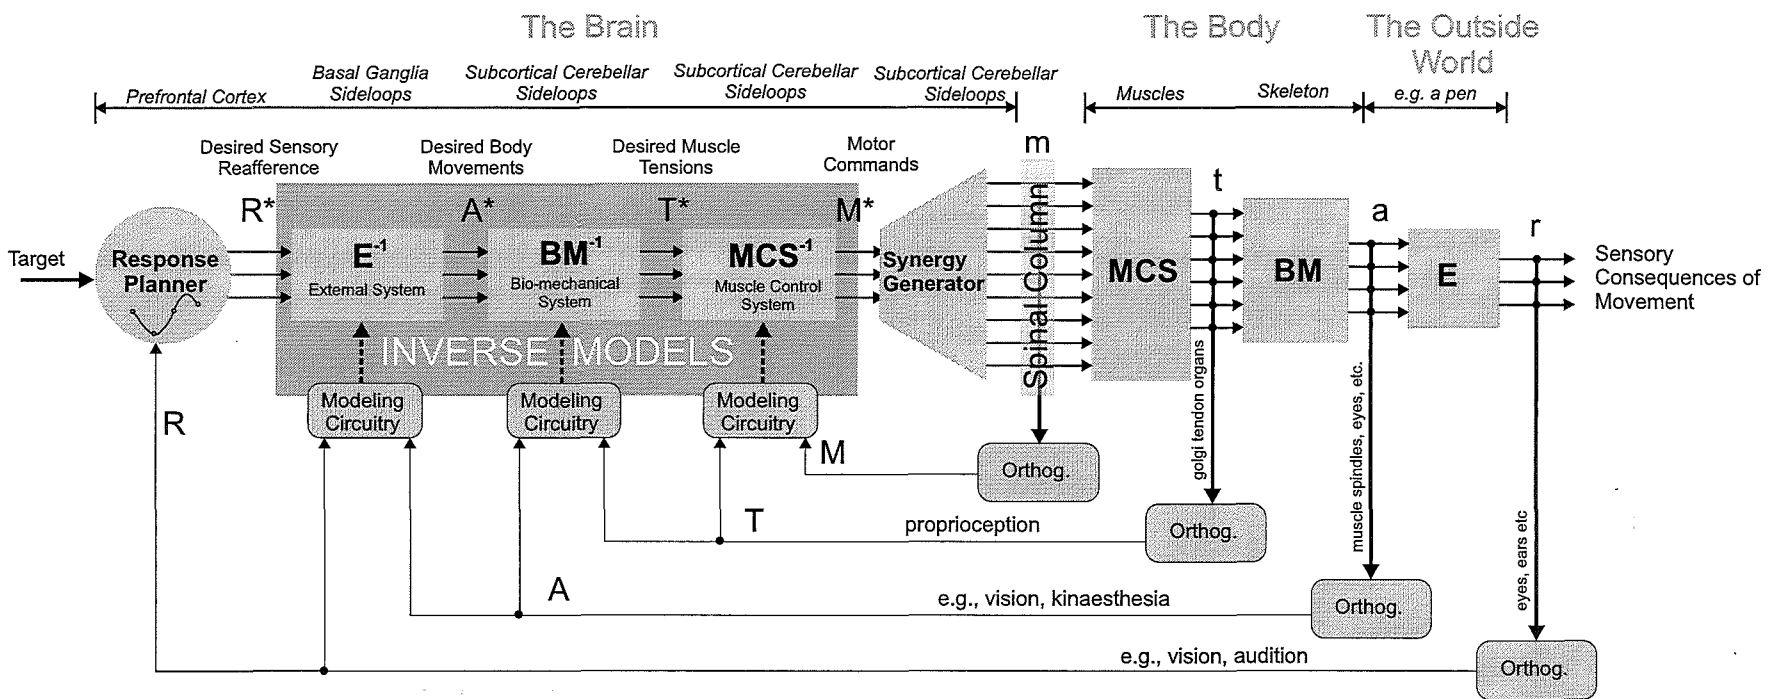 The Brain
The Body
The Outside
World
Prefrontal Cortex
Basal Ganglia
Sideloops
Subcortical Cerebellar
Sideloops
Subcortical Cerebellar
Sideloops
Subcortical Cerebellar
Sideloops
Muscles
Skeleton
e.g. a pen
Desired Sensory
Reafference
Desired Body
Movements
Desired Muscle
Tensions
Motor
Commands
m
R*
A*
T*
M*
t
a
r
Target
Response
Planner
E-1
External System
BM-1
Bio-mechanical
System
MCS-1
Muscle Control
System
Synergy
Generator
Spinal Column
MCS
BM
E
Sensory
Consequences of
Movement
INVERSE MODELS
Modeling
Circuitry
Modeling
Circuitry
Modeling
Circuitry
R
M
Orthog.
golgi tendon organs
T
proprioception
Orthog.
muscle spindles, eyes, etc.
A
e.g., vision, kinaesthesia
Orthog.
eyes, ears etc
e.g., vision, audition
Orthog.